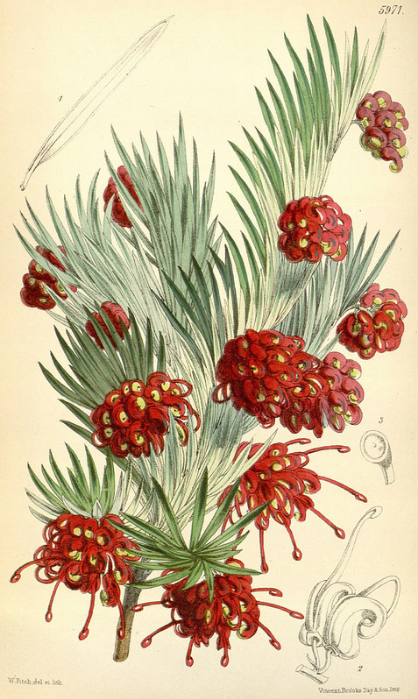 5971.
1
3
2
W. Fitch, del et lith.
Vincent Brooks Day & Son, Imp.